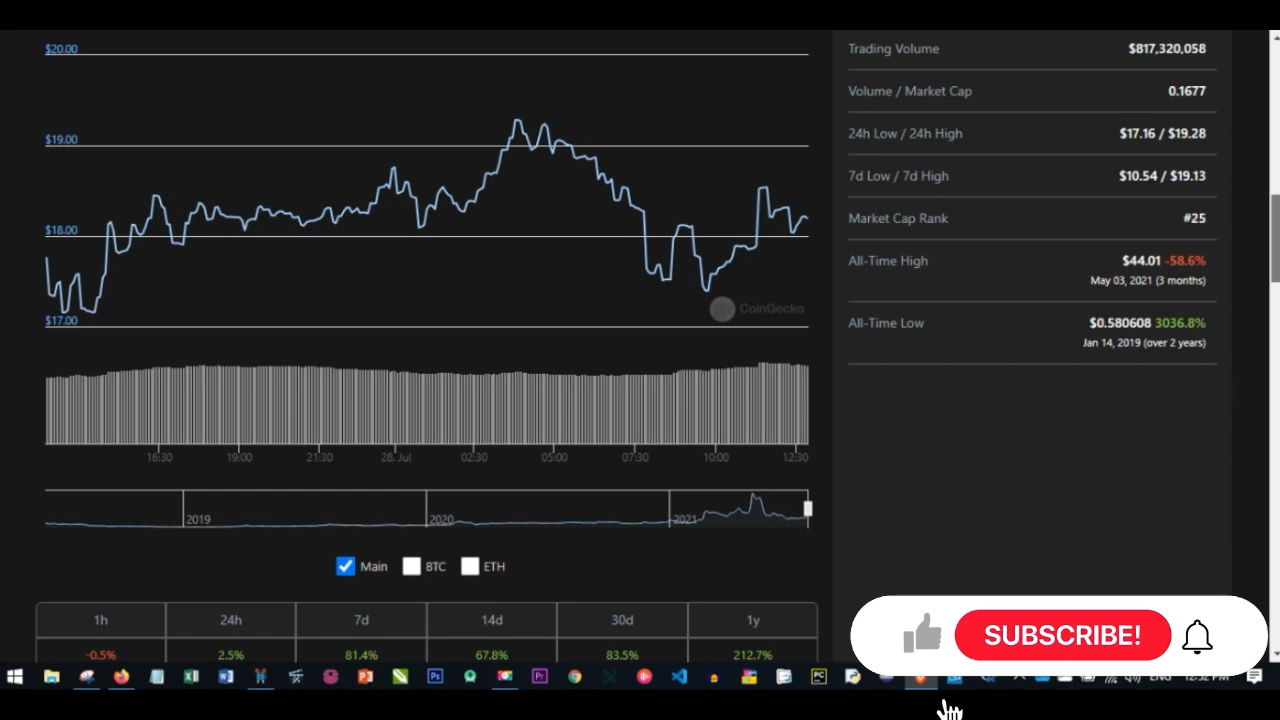 $20.00
$19.00
$18.00
$17.00
CoinGecko
16:30 19:00 21:30 28. Jul 02:30 05:00 07:30 10:00 12:30
2019 2020 2021
Main BTC ETH
1h 24h 7d 14d 30d 1y
-0.5% 2.5% 81.4% 67.8% 83.5% 212.7%
Trading Volume $817,320,058
Volume / Market Cap 0.1677
24h Low / 24h High $17.16 / $19.28
7d Low / 7d High $10.54 / $19.13
Market Cap Rank #25
All-Time High $44.01 -58.6%
May 03, 2021 (3 months)
All-Time Low $0.580608 3036.8%
Jan 14, 2019 (over 2 years)
SUBSCRIBE!
Ps Pr PC